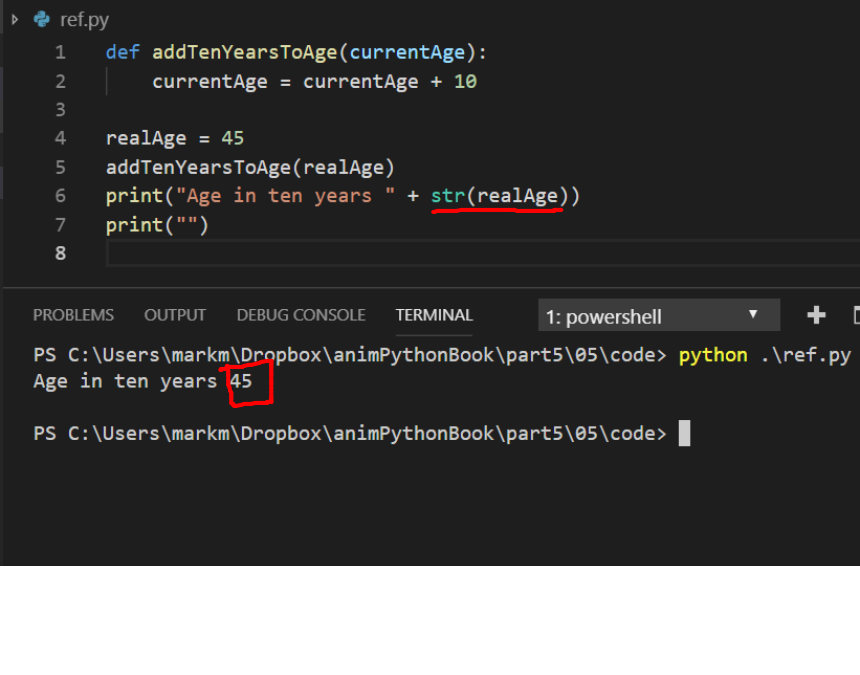 ref.py
1 def addTenYearsToAge(currentAge):
2     currentAge = currentAge + 10
3
4 realAge = 45
5 addTenYearsToAge(realAge)
6 print("Age in ten years " + str(realAge))
7 print("")
8
PROBLEMS OUTPUT DEBUG CONSOLE TERMINAL 1: powershell
PS C:\Users\markm\Dropbox\animPythonBook\part5\05\code> python .\ref.py
Age in ten years 45
PS C:\Users\markm\Dropbox\animPythonBook\part5\05\code>